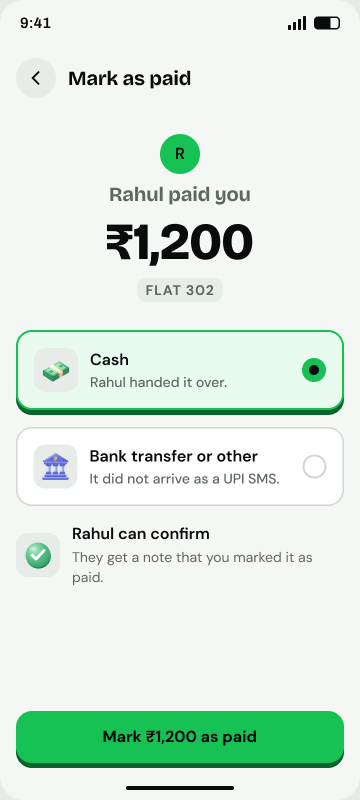 9:41
Mark as paid
R
Rahul paid you
₹1,200
FLAT 302
Cash
Rahul handed it over.
Bank transfer or other
It did not arrive as a UPI SMS.
Rahul can confirm
They get a note that you marked it as
paid.
Mark ₹1,200 as paid